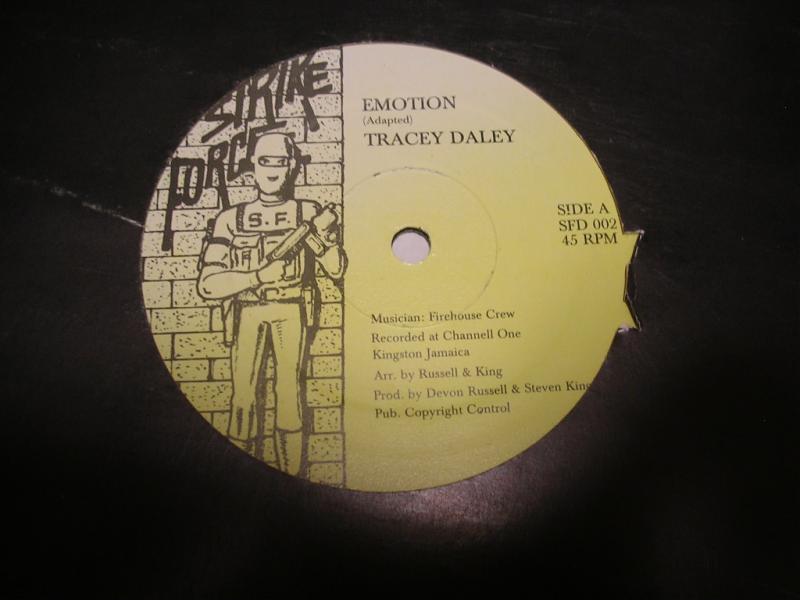 STRIKE
FORCE
S.F.
EMOTION
(Adapted)
TRACEY DALEY
SIDE A
SFD 002
45 RPM
Musician: Firehouse Crew
Recorded at Channell One
Kingston Jamaica
Arr. by Russell & King
Prod. by Devon Russell & Steven King
Pub. Copyright Control